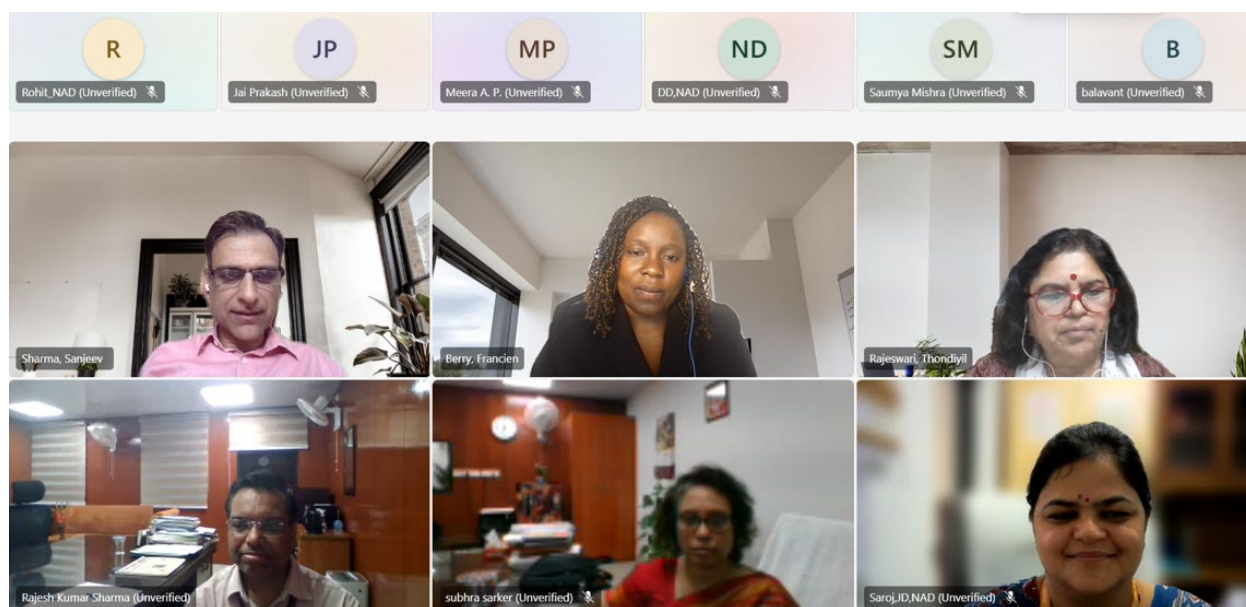 R
JP
MP
ND
SM
B
Rohit_NAD (Unverified)
Jai Prakash (Unverified)
Meera A. P. (Unverified)
DD,NAD (Unverified)
Saumya Mishra (Unverified)
balavant (Unverified)
Sharma, Sanjeev
Berry, Francien
Rajeswari, Thondiyil
Rajesh Kumar Sharma (Unverified)
subhra sarker (Unverified)
Saroj,JD,NAD (Unverified)